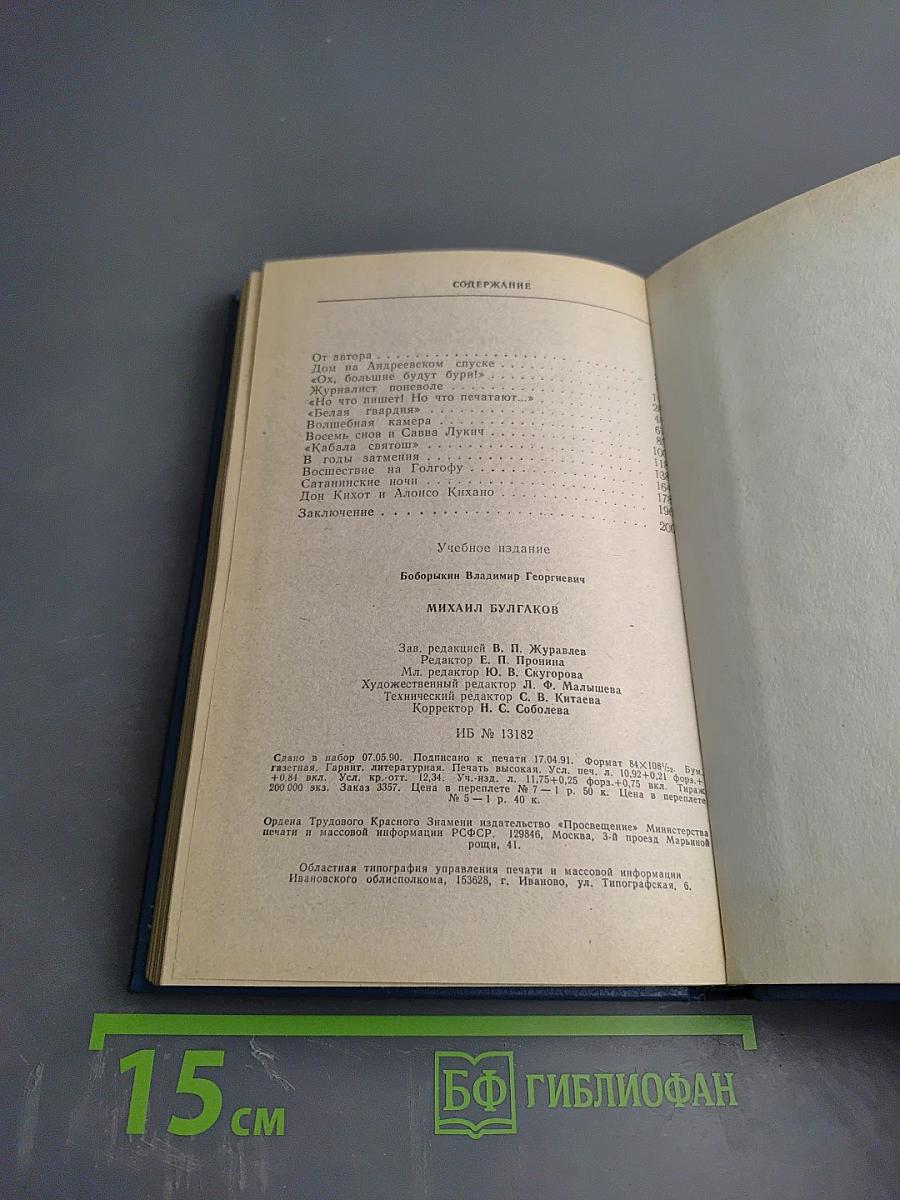 СОДЕРЖАНИЕ
От автора
Дом на Андреевском спуске
«Ох, большие будут бури!»
Журналист поневоле
«Но что пишет! Но что печатают...»
«Белая гвардия»
Волшебная камера
Восемь снов и Савва Лукич
«Кабала святош»
В годы затмения
Восшествие на Голгофу
Сатанинские ночи
Дон Кихот и Алонсо Кихано
Заключение
Учебное издание
Боборыкин Владимир Георгиевич
МИХАИЛ БУЛГАКОВ
Зав. редакцией В. П. Журавлев
Редактор Е. П. Пронина
Мл. редактор Ю. В. Скугорова
Художественный редактор Л. Ф. Малышева
Технический редактор С. В. Китаева
Корректор Н. С. Соболева
ИБ № 13182
Сдано в набор 07.05.90. Подписано к печати 17.04.91. Формат 84×108¹/₃₂. Бум.
газетная. Гарнит. литературная. Печать высокая. Усл. печ. л. 10,92+0,21 форз.+
+0,84 вкл. Усл. кр.-отт. 12,34. Уч.-изд. л. 11,75+0,25 форз.+0,75 вкл. Тираж
200 000 экз. Заказ 3357. Цена в переплете № 7 — 1 р. 50 к. Цена в переплете
№ 5 — 1 р. 40 к.
Ордена Трудового Красного Знамени издательство «Просвещение» Министерства
печати и массовой информации РСФСР. 129846, Москва, 3-й проезд Марьиной
рощи, 41.
Областная типография управления печати и массовой информации
Ивановского облисполкома, 153628, г. Иваново, ул. Типографская, 6.
15 см
БФ ГИБЛИОФАН